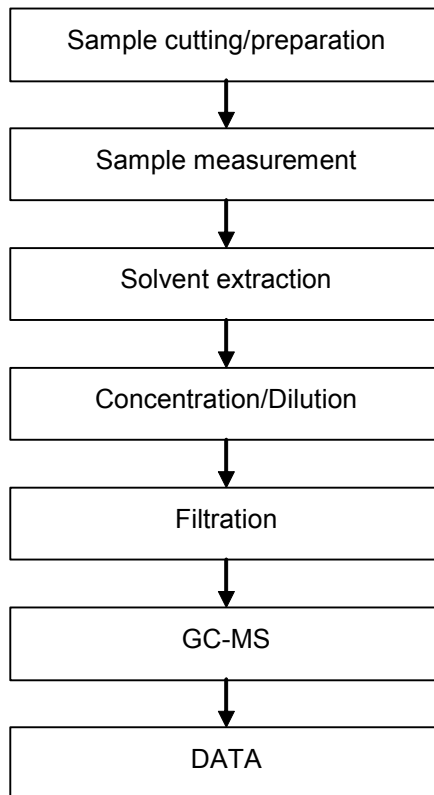 Sample cutting/preparation
Sample measurement
Solvent extraction
Concentration/Dilution
Filtration
GC-MS
DATA